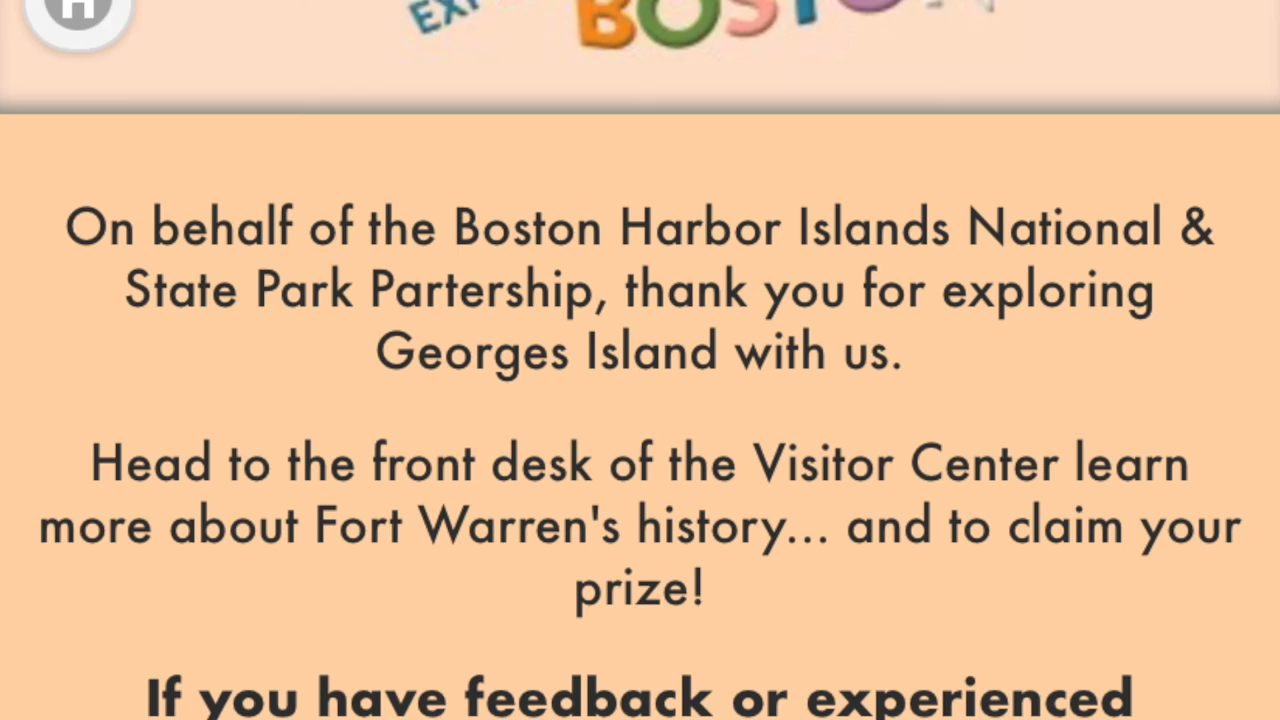 H
BOSTON
On behalf of the Boston Harbor Islands National &
State Park Partership, thank you for exploring
Georges Island with us.
Head to the front desk of the Visitor Center learn
more about Fort Warren's history... and to claim your
prize!
If you have feedback or experienced